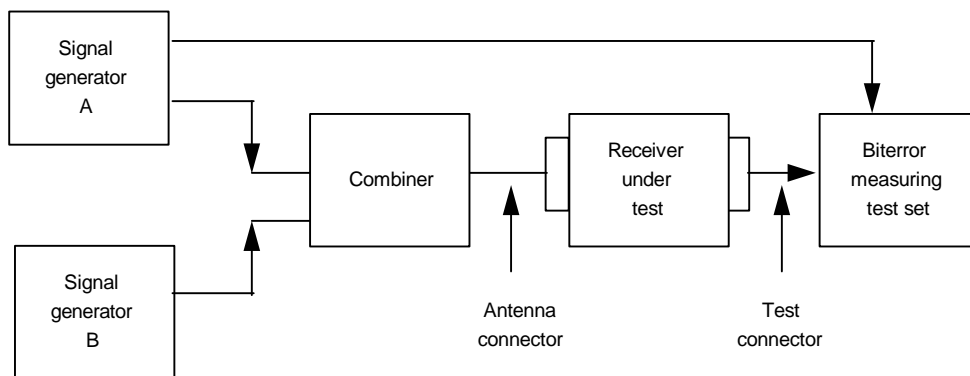 Signal
generator
A
Combiner
Receiver
under
test
Biterror
measuring
test set
Signal
generator
B
Antenna
connector
Test
connector